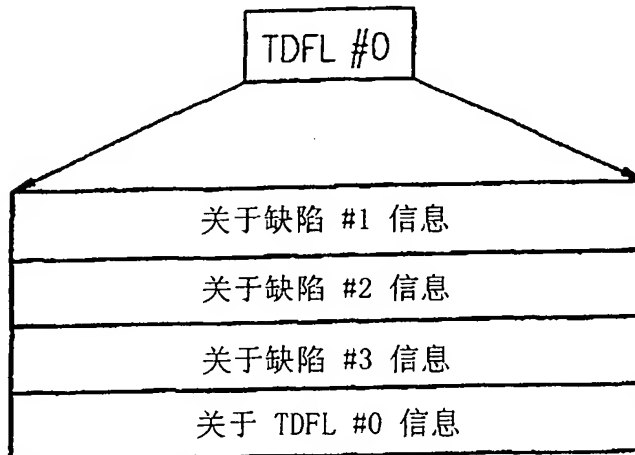 TDFL #0
关于缺陷 #1 信息
关于缺陷 #2 信息
关于缺陷 #3 信息
关于 TDFL #0 信息